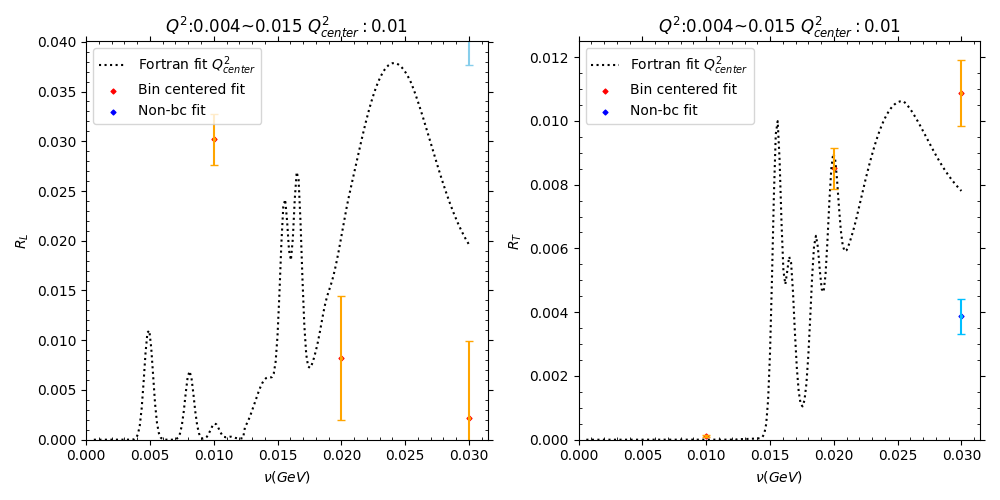 Q²:0.004~0.015 Q²center : 0.01
0.040
0.035
0.030
0.025
0.020
0.015
0.010
0.005
0.000
R_L
Fortran fit Q²center
Bin centered fit
Non-bc fit
0.000 0.005 0.010 0.015 0.020 0.025 0.030
ν(GeV)
Q²:0.004~0.015 Q²center : 0.01
0.012
0.010
0.008
0.006
0.004
0.002
0.000
R_T
Fortran fit Q²center
Bin centered fit
Non-bc fit
0.000 0.005 0.010 0.015 0.020 0.025 0.030
ν(GeV)